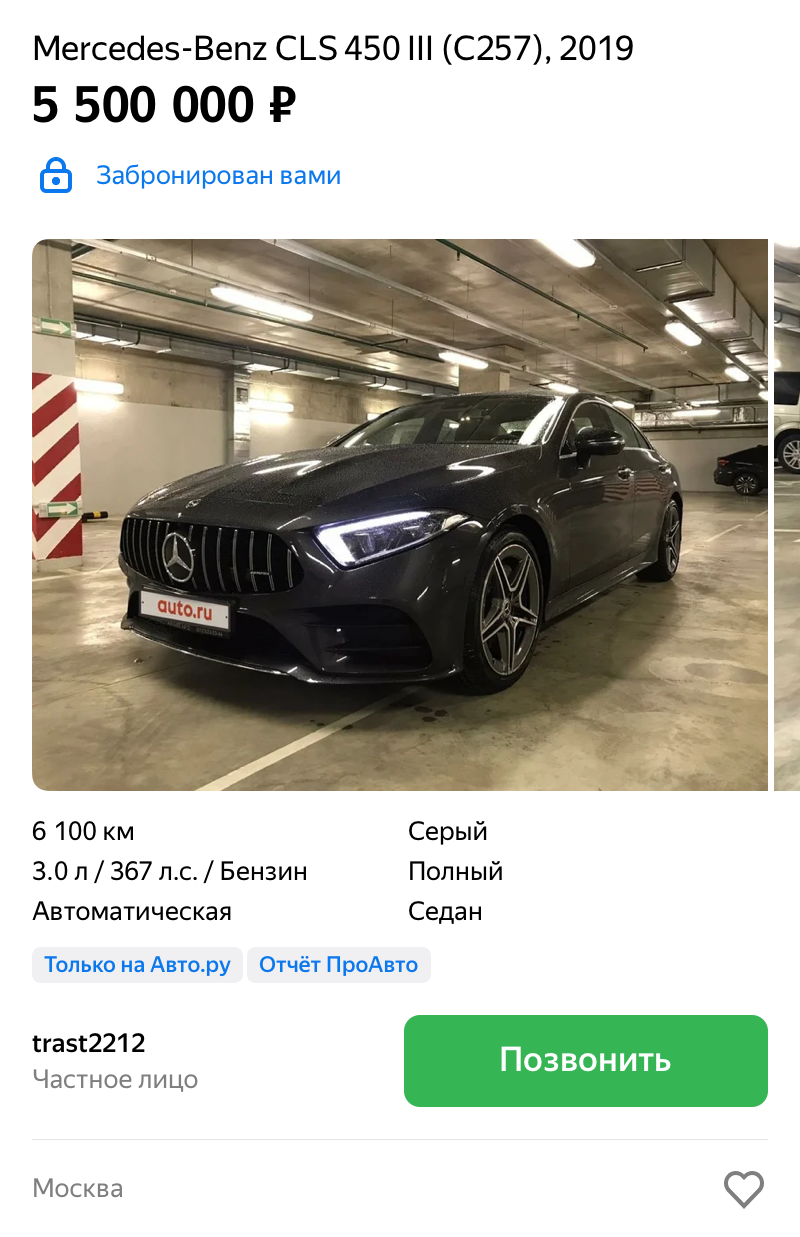 Mercedes-Benz CLS 450 III (C257), 2019
5 500 000 ₽
Забронирован вами
auto.ru
6 100 км
Серый
3.0 л / 367 л.с. / Бензин
Полный
Автоматическая
Седан
Только на Авто.ру
Отчёт ПроАвто
trast2212
Частное лицо
Позвонить
Москва